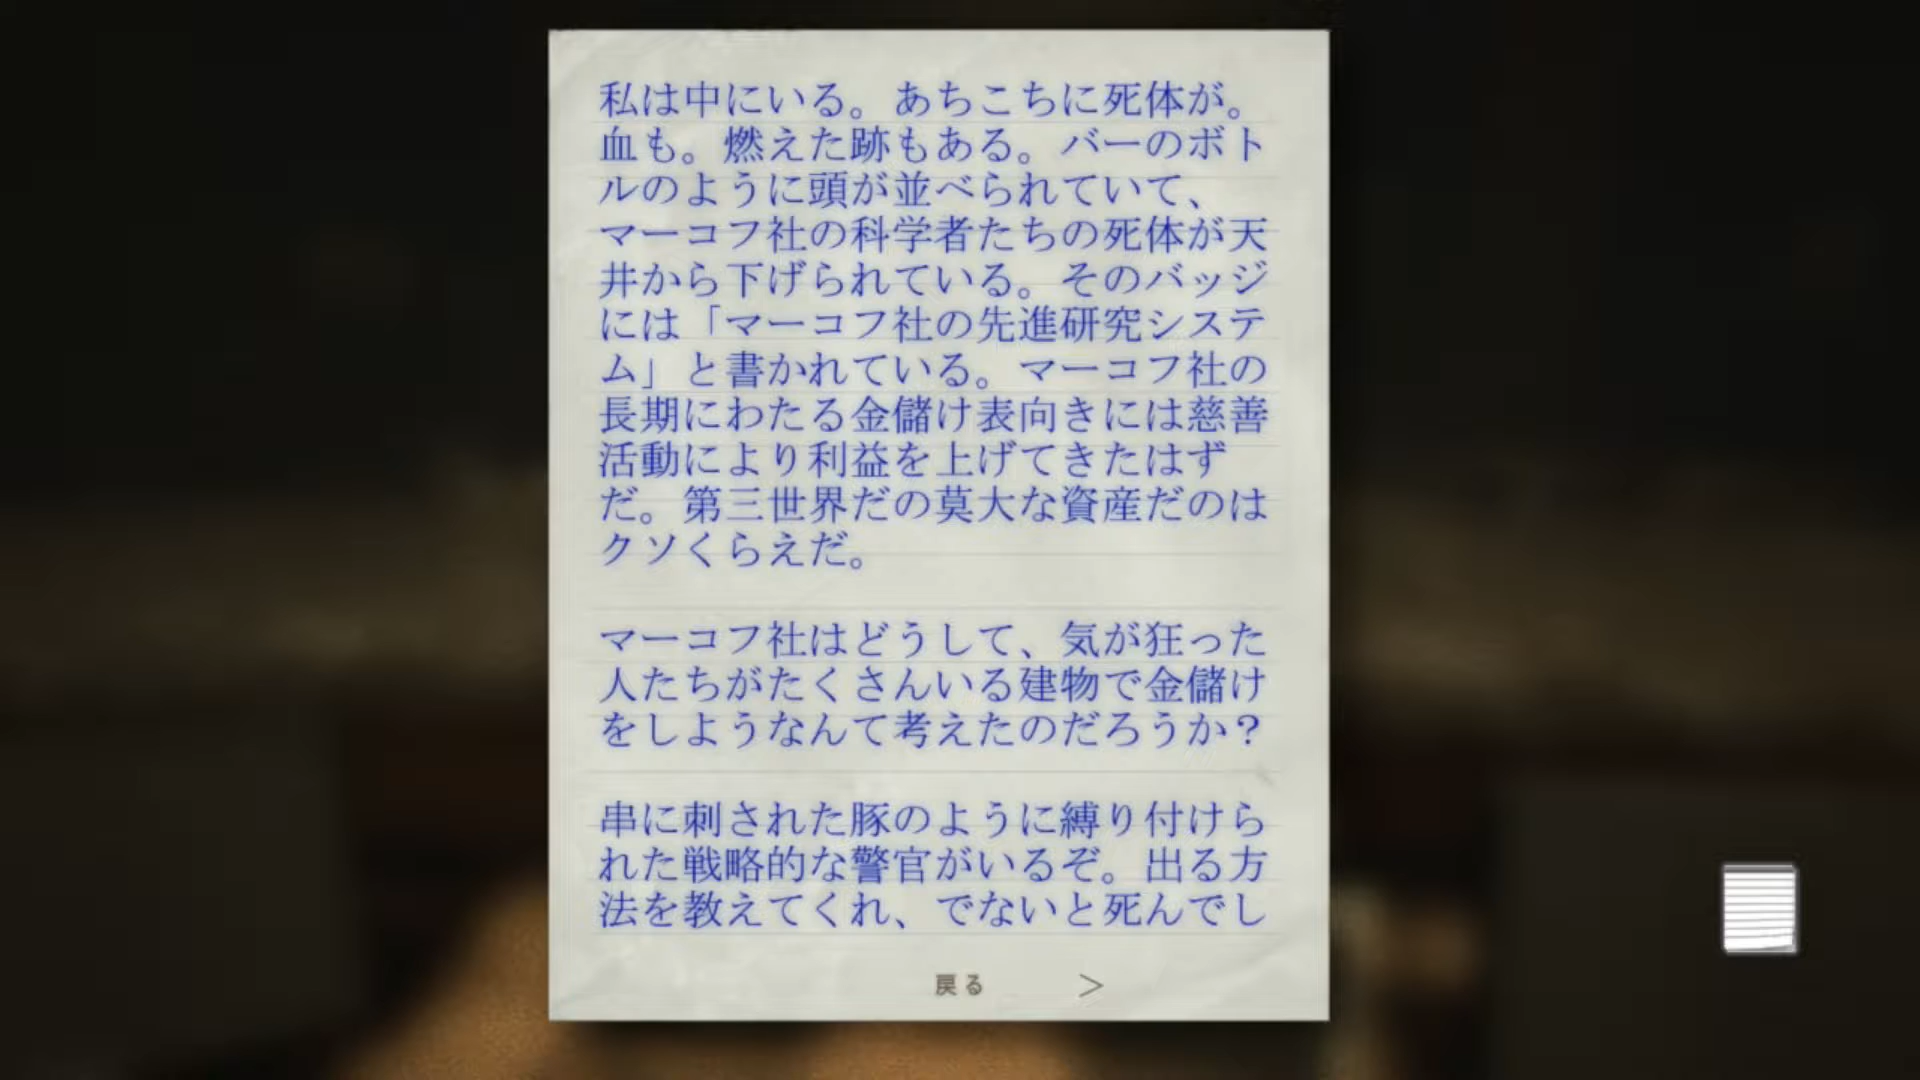 私は中にいる。あちこちに死体が。
血も。燃えた跡もある。バーのボト
ルのように頭が並べられていて、
マーコフ社の科学者たちの死体が天
井から下げられている。そのバッジ
には「マーコフ社の先進研究システ
ム」と書かれている。マーコフ社の
長期にわたる金儲け表向きには慈善
活動により利益を上げてきたはず
だ。第三世界だの莫大な資産だのは
クソくらえだ。
マーコフ社はどうして、気が狂った
人たちがたくさんいる建物で金儲け
をしようなんて考えたのだろうか？
串に刺された豚のように縛り付けら
れた戦略的な警官がいるぞ。出る方
法を教えてくれ、でないと死んでし
戻る >